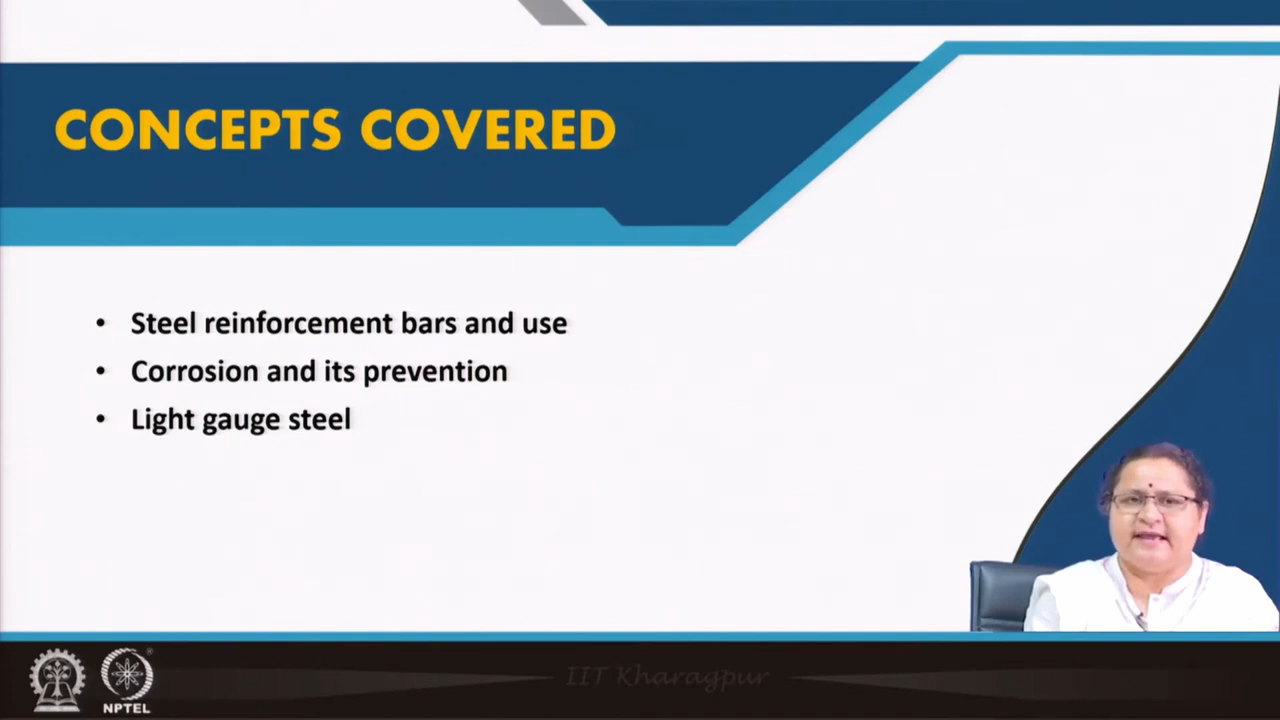 CONCEPTS COVERED
• Steel reinforcement bars and use
• Corrosion and its prevention
• Light gauge steel
IIT Kharagpur
NPTEL